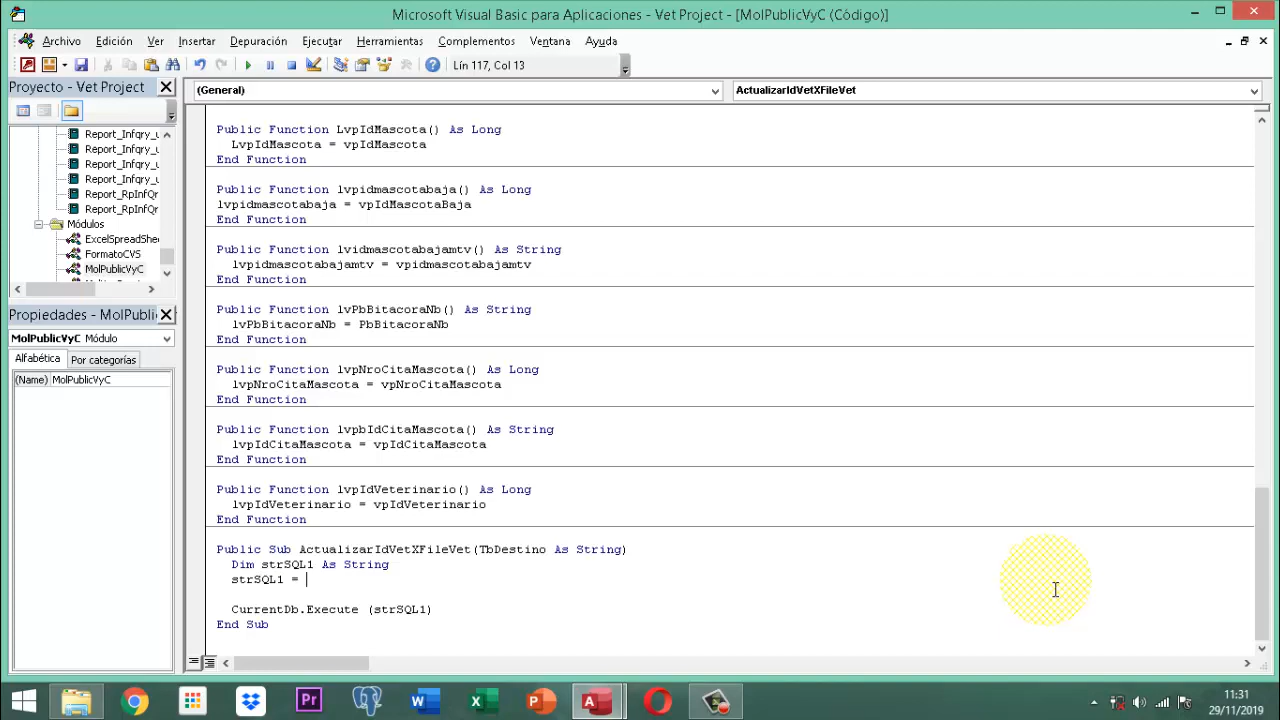 Microsoft Visual Basic para Aplicaciones - Vet Project - [MolPublicVyC (Código)]
Archivo Edición Ver Insertar Formato Depuración Ejecutar Herramientas Complementos Ventana Ayuda
Lín 117, Col 13
Proyecto - Vet Project
(General)
ActualizarIdVetXFileVet
Report_Infqry_u
Report_Infqry_u
Report_Infqry_u
Report_Infqry_u
Report_RpInfQr
Report_RpInfQr
Módulos
ExcelSpreadShe
FormatoCVS
MolPublicVyC
Propiedades - MolPubli
MolPublicVyC Módulo
Alfabética Por categorías
(Name) MolPublicVyC
Public Function LvpIdMascota() As Long
LvpIdMascota = vpIdMascota
End Function
Public Function lvpidmascotabaja() As Long
lvpidmascotabaja = vpIdMascotaBaja
End Function
Public Function lvidmascotabajamtv() As String
lvpidmascotabajamtv = vpidmascotabajamtv
End Function
Public Function lvPbBitacoraNb() As String
lvPbBitacoraNb = PbBitacoraNb
End Function
Public Function lvpNroCitaMascota() As Long
lvpNroCitaMascota = vpNroCitaMascota
End Function
Public Function lvpbIdCitaMascota() As String
lvpIdCitaMascota = vpIdCitaMascota
End Function
Public Function lvpIdVeterinario() As Long
lvpIdVeterinario = vpIdVeterinario
End Function
Public Sub ActualizarIdVetXFileVet(TbDestino As String)
Dim strSQL1 As String
strSQL1 =
CurrentDb.Execute (strSQL1)
End Sub
Pr
11:31
29/11/2019